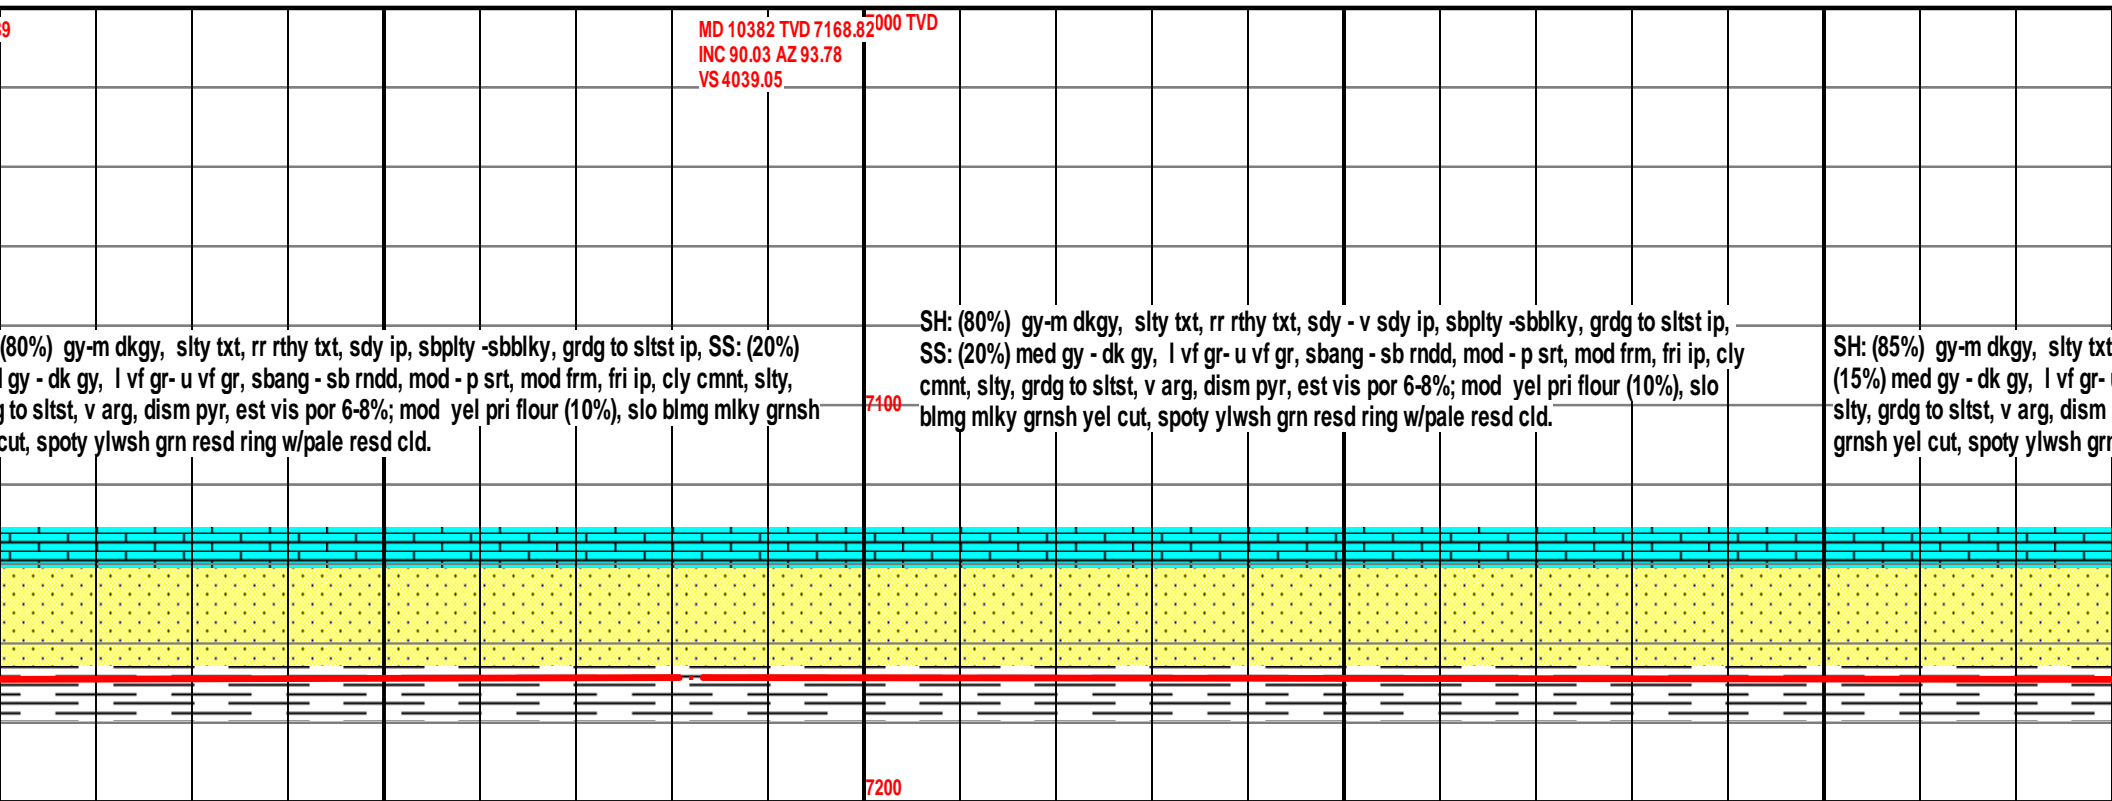 MD 10382 TVD 7168.82
INC 90.03 AZ 93.78
VS 4039.05
000 TVD
(80%) gy-m dkgy, slty txt, rr rthy txt, sdy ip, sbplty -sbblky, grdg to sltst ip, SS: (20%)
gy - dk gy, l vf gr- u vf gr, sbang - sb rndd, mod - p srt, mod frm, fri ip, cly cmnt, slty,
to sltst, v arg, dism pyr, est vis por 6-8%; mod yel pri flour (10%), slo blmg mlky grnsh
cut, spoty ylwsh grn resd ring w/pale resd cld.
SH: (80%) gy-m dkgy, slty txt, rr rthy txt, sdy - v sdy ip, sbplty -sbblky, grdg to sltst ip,
SS: (20%) med gy - dk gy, l vf gr- u vf gr, sbang - sb rndd, mod - p srt, mod frm, fri ip, cly
cmnt, slty, grdg to sltst, v arg, dism pyr, est vis por 6-8%; mod yel pri flour (10%), slo
blmg mlky grnsh yel cut, spoty ylwsh grn resd ring w/pale resd cld.
SH: (85%) gy-m dkgy, slty txt
(15%) med gy - dk gy, l vf gr-
slty, grdg to sltst, v arg, dism
grnsh yel cut, spoty ylwsh
7100
7200